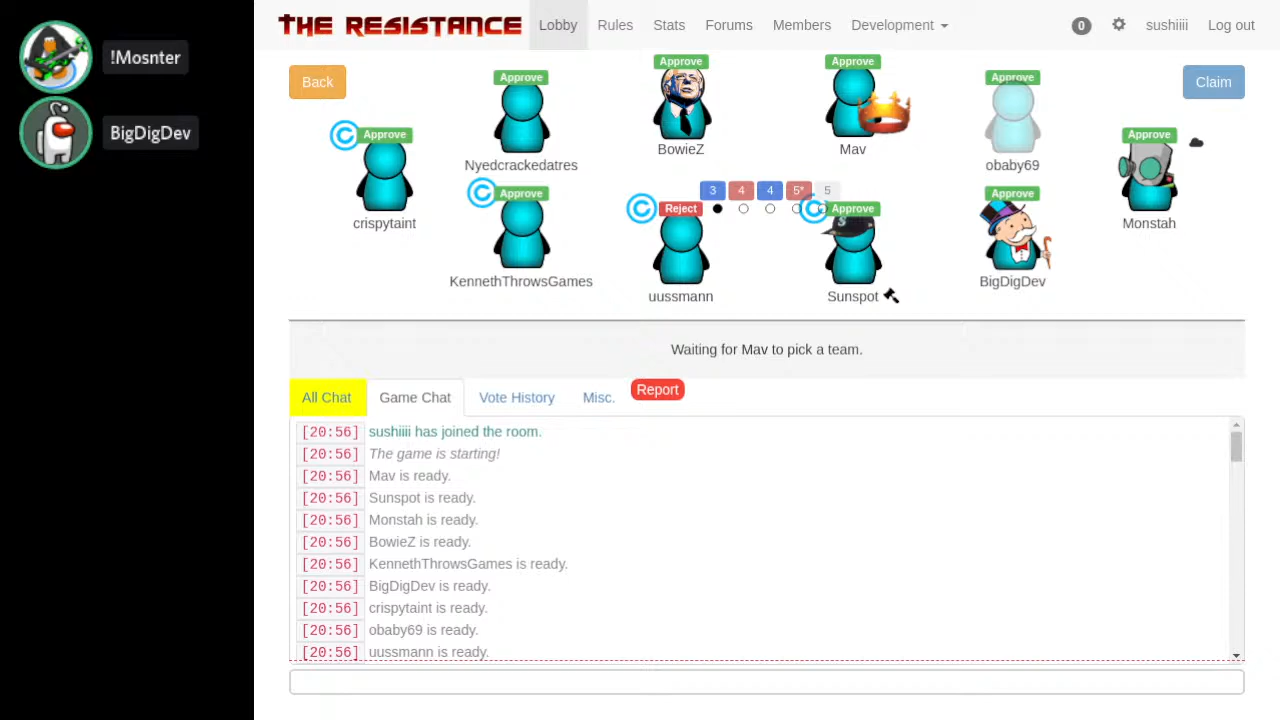 !Mosnter
BigDigDev
THE RESISTANCE
Lobby Rules Stats Forums Members Development 0 sushiiii Log out
Back
Claim
Approve
crispytaint
Approve
Nyedcrackedatres
Approve
BowieZ
Approve
Mav
Approve
obaby69
Approve
Monstah
Approve
KennethThrowsGames
3 4 4 5* 5
Reject
uussmann
Approve
Sunspot
Approve
BigDigDev
Waiting for Mav to pick a team.
All Chat Game Chat Vote History Misc. Report
[20:56] sushiiii has joined the room.
[20:56] The game is starting!
[20:56] Mav is ready.
[20:56] Sunspot is ready.
[20:56] Monstah is ready.
[20:56] BowieZ is ready.
[20:56] KennethThrowsGames is ready.
[20:56] BigDigDev is ready.
[20:56] crispytaint is ready.
[20:56] obaby69 is ready.
[20:56] uussmann is ready.